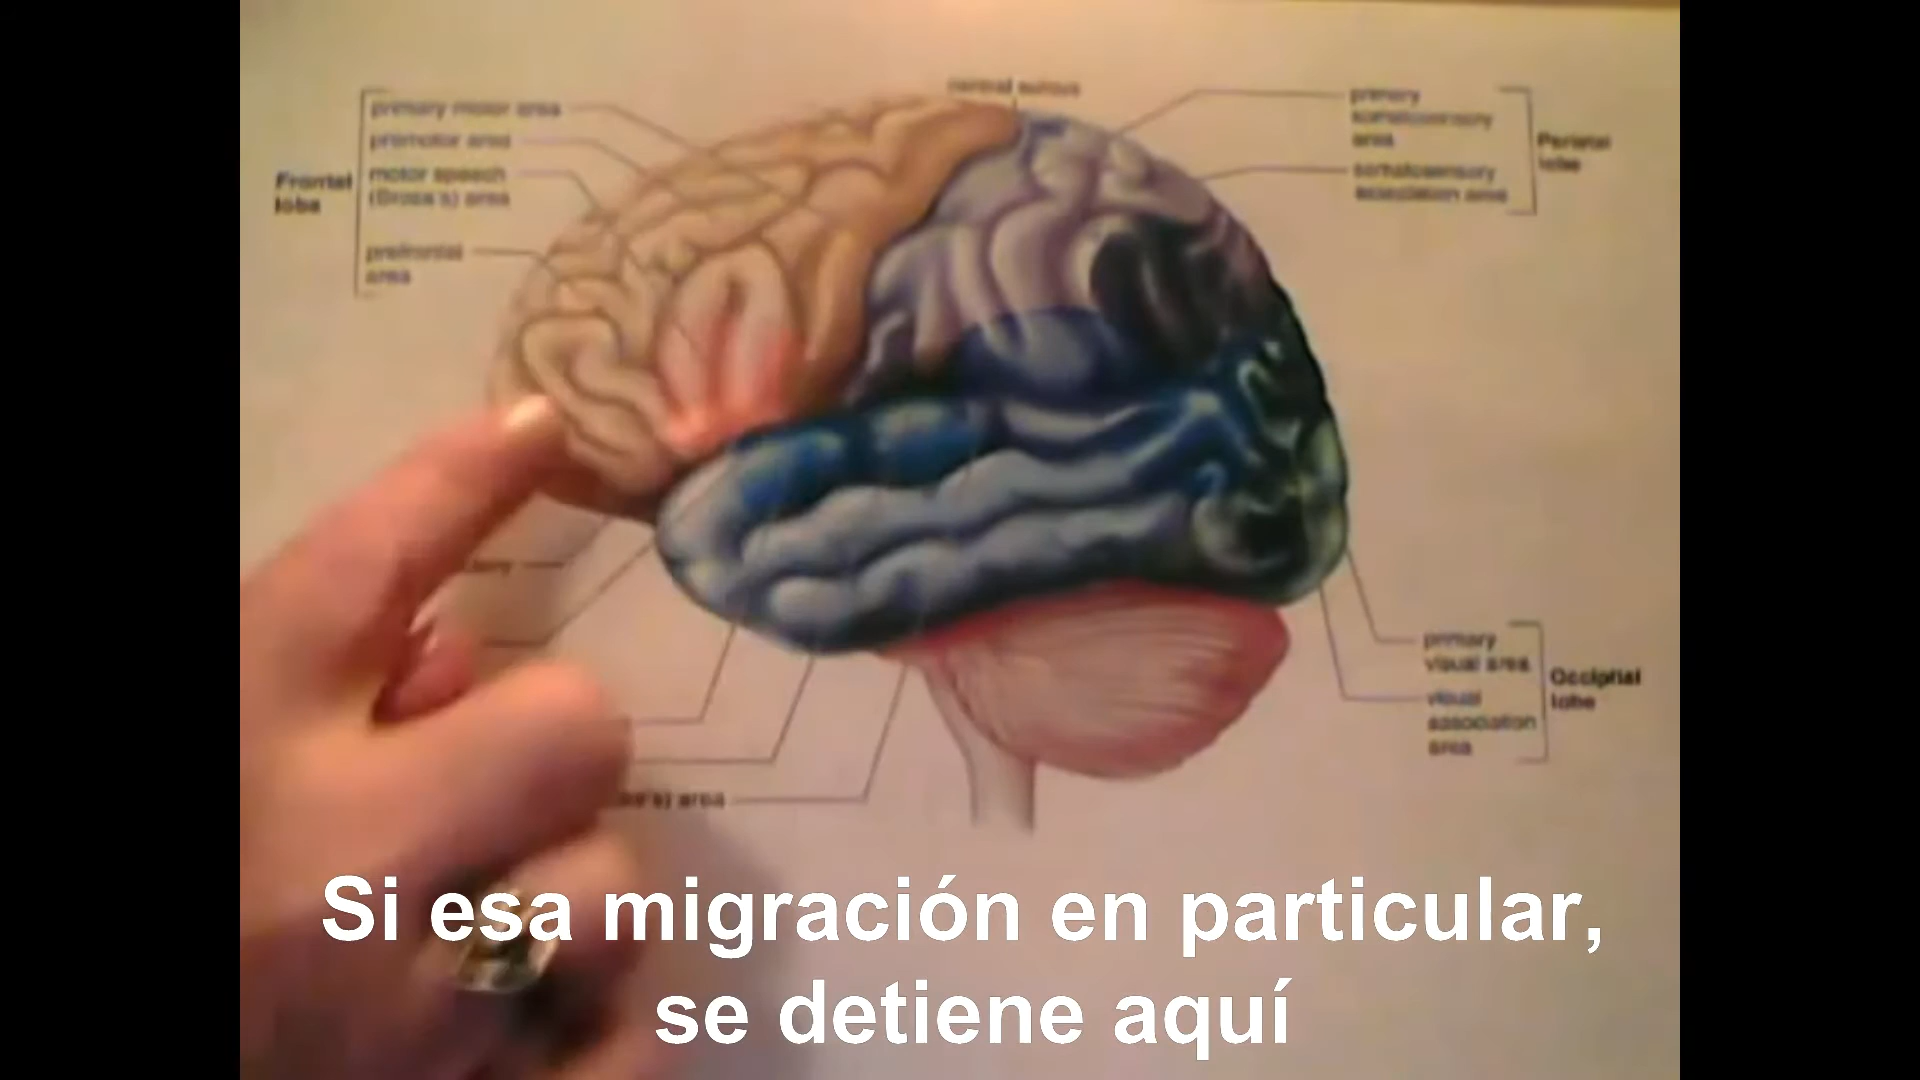 central sulcus
primary motor area
premotor area
motor speech
(Broca's) area
prefrontal
area
Frontal
lobe
primary
somatosensory
area
somatosensory
association area
Parietal
lobe
primary
visual area
visual
association
area
Occipital
lobe
area
Si esa migración en particular,
se detiene aquí